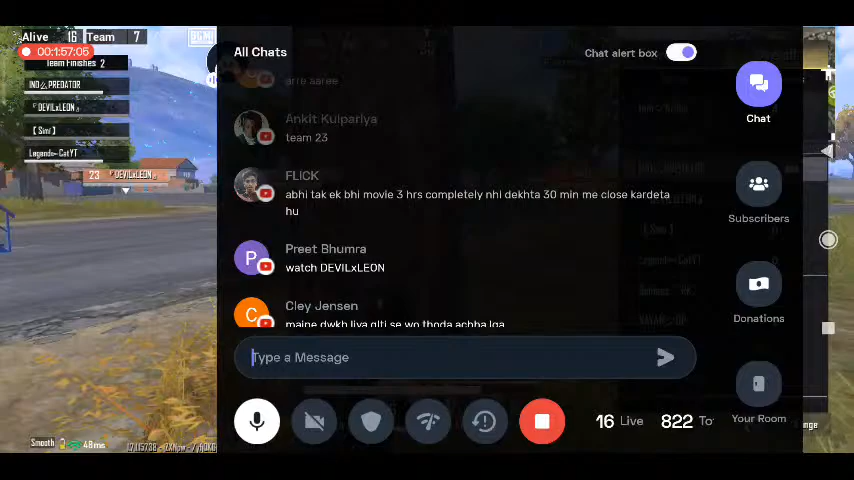 Alive 16 Team 7
00:1:57:05
Team Finishes 2
DEVILxLEON
Legend~CatYT
23 DEVILxLEON
Smooth
48ms
All Chats
Chat alert box
arre aaree
Ankit Kulpariya
team 23
FLICK
abhi tak ek bhi movie 3 hrs completely nhi dekhta 30 min me close kardeta
hu
P
Preet Bhumra
watch DEVILxLEON
C
Cley Jensen
maine dwkh liya glti se wo thoda achha lga
Type a Message
16 Live 822 To
Chat
Subscribers
Donations
Your Room